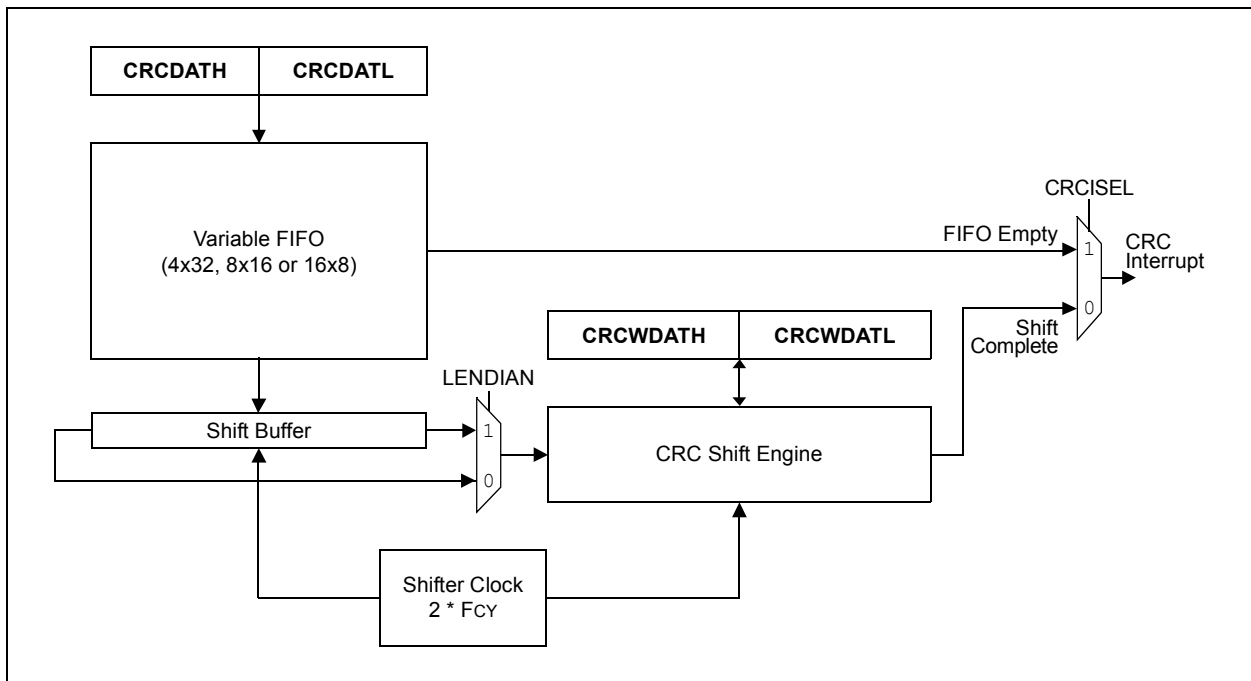 CRCDATH
CRCDATL
Variable FIFO
(4x32, 8x16 or 16x8)
CRCISEL
FIFO Empty
1
CRC
Interrupt
0
Shift
Complete
CRCWDATH
CRCWDATL
LENDIAN
Shift Buffer
1
0
CRC Shift Engine
Shifter Clock
2 * FCY